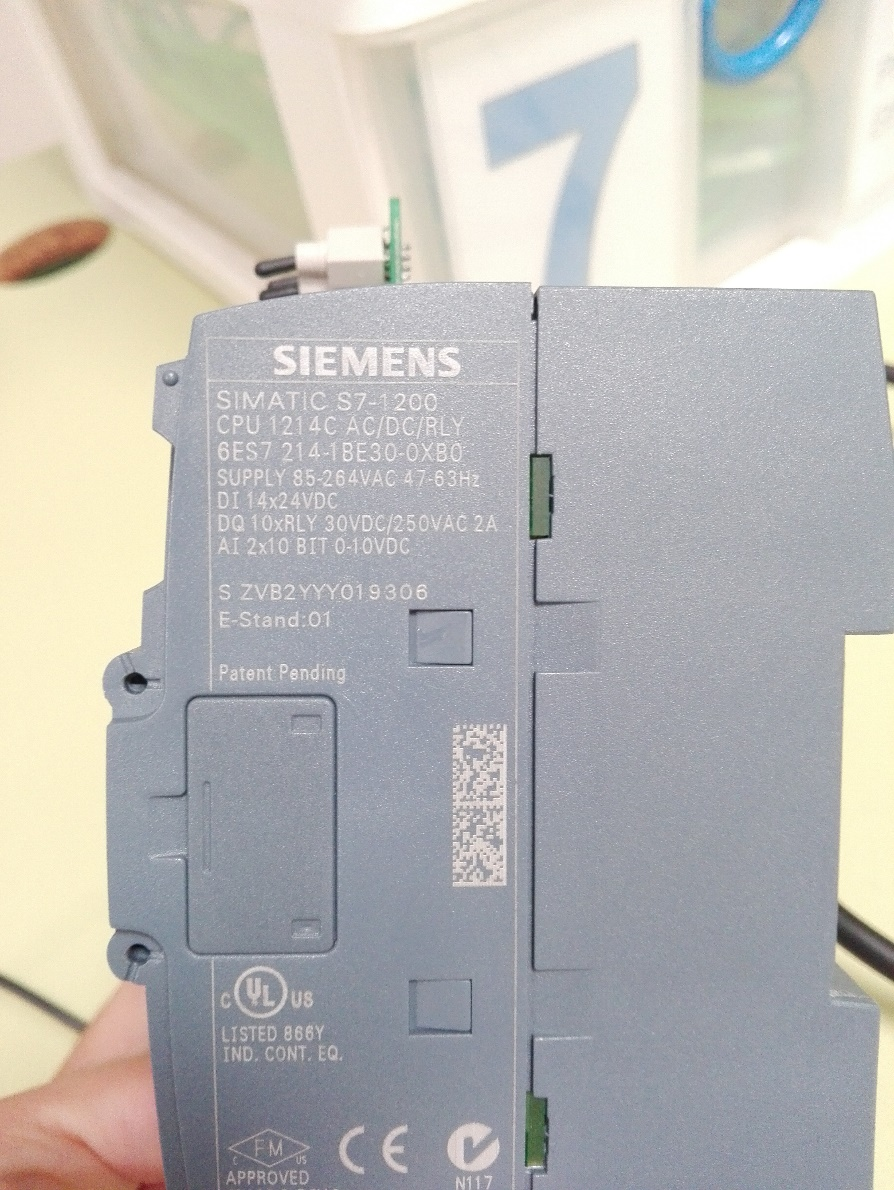 7
SIEMENS
SIMATIC S7-1200
CPU 1214C AC/DC/RLY
6ES7 214-1BE30-0XB0
SUPPLY 85-264VAC 47-63Hz
DI 14x24VDC
DQ 10xRLY 30VDC/250VAC 2A
AI 2x10 BIT 0-10VDC
S ZVB2YYY019306
E-Stand:01
Patent Pending
C UL US
LISTED 866Y
IND. CONT. EQ.
C FM US
APPROVED
CE
N117